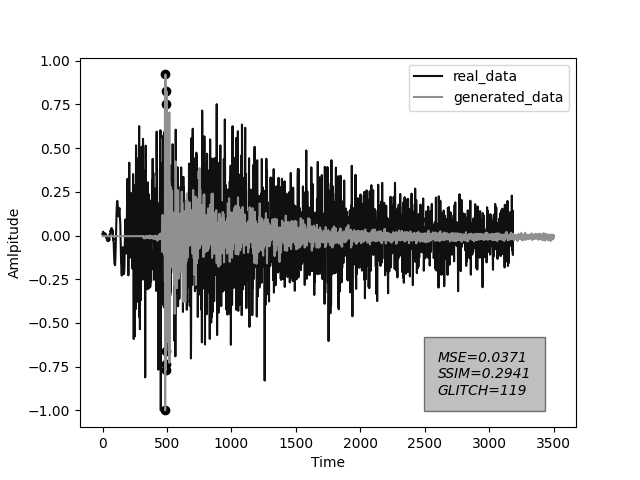 real_data
generated_data
1.00
0.75
0.50
0.25
0.00
−0.25
−0.50
−0.75
−1.00
Amlpitude
MSE=0.0371
SSIM=0.2941
GLITCH=119
0 500 1000 1500 2000 2500 3000 3500
Time